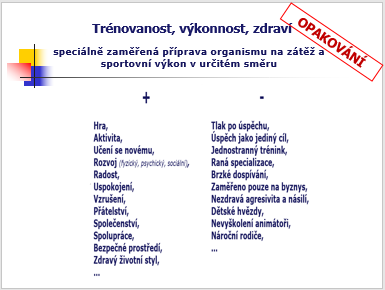 Trénovanost, výkonnost, zdraví
OPAKOVÁNÍ
speciálně zaměřená příprava organismu na zátěž a
sportovní výkon v určitém směru
+
Hra,
Aktivita,
Učení se novému,
Rozvoj (fyzický, psychický, sociální),
Radost,
Uspokojení,
Vzrušení,
Přátelství,
Společenství,
Spolupráce,
Bezpečné prostředí,
Zdravý životní styl,
...
-
Tlak po úspěchu,
Úspěch jako jediný cíl,
Jednostranný trénink,
Raná specializace,
Brzké dospívání,
Zaměřeno pouze na byznys,
Nezdravá agresivita a násilí,
Dětské hvězdy,
Nevyškolení animátoři,
Nároční rodiče,
...